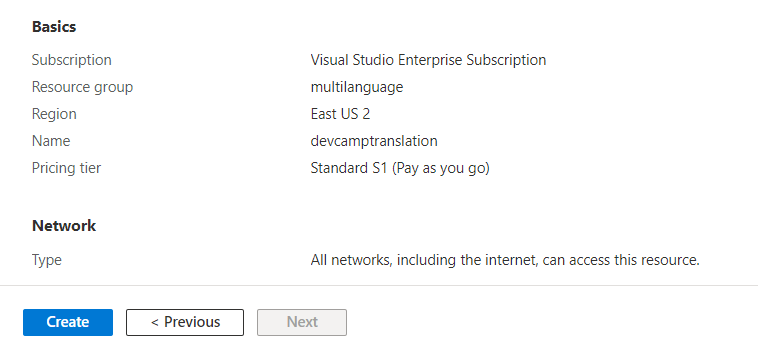 Basics
Subscription Visual Studio Enterprise Subscription
Resource group multilanguage
Region East US 2
Name devcamptranslation
Pricing tier Standard S1 (Pay as you go)
Network
Type All networks, including the internet, can access this resource.
Create < Previous Next